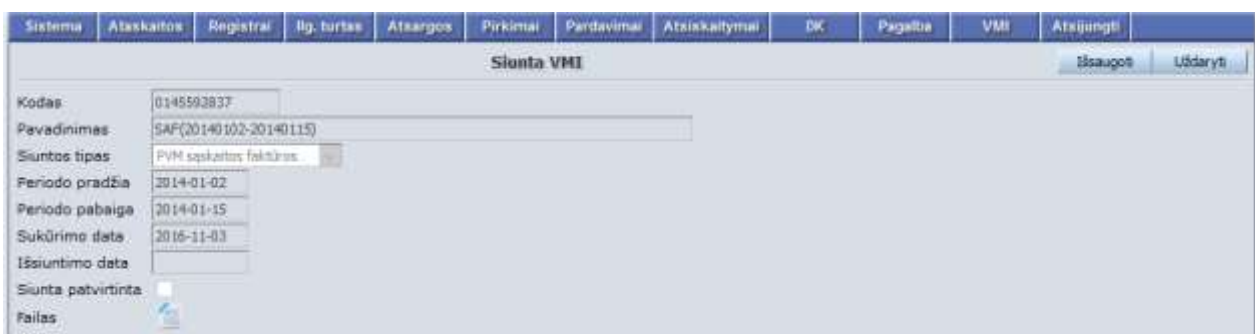 Sistema Ataskaitos Registrai Ilg. turtas Atsargos Pirkimai Pardavimai Atsiskaitymai DK Pagalba VMI Atsijungti
Siunta VMI Išsaugoti Uždaryti
Kodas 0145592837
Pavadinimas SAF(20140102-20140115)
Siuntos tipas PVM sąskaitos faktūros
Periodo pradžia 2014-01-02
Periodo pabaiga 2014-01-15
Sukūrimo data 2016-11-03
Išsiuntimo data
Siunta patvirtinta
Failas